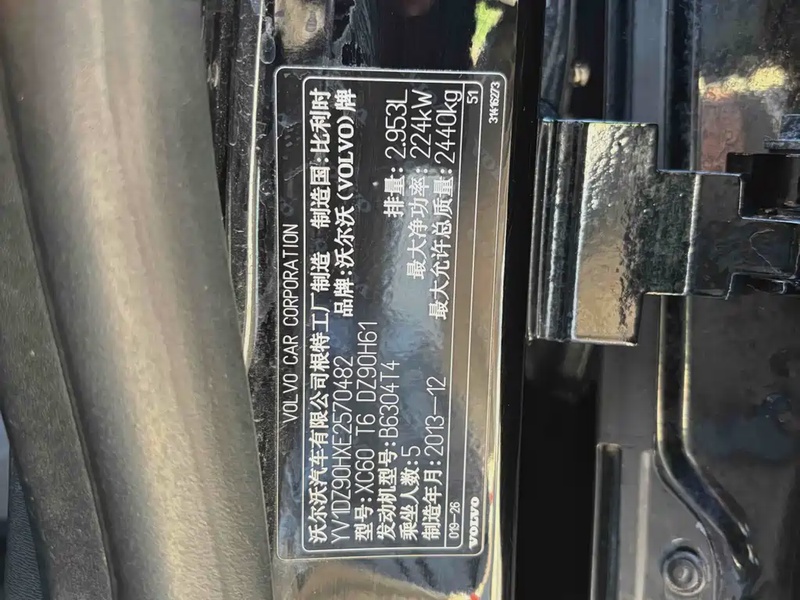 VOLVO CAR CORPORATION
沃尔沃汽车有限公司根特工厂制造 制造国:比利时
YV1DZ90HXE2570482 品牌:沃尔沃(VOLVO)牌
型号:XC60 T6 DZ90H61
发动机型号:B6304T4 排量: 2.953L
乘坐人数:5 最大净功率: 224kW
制造年月:2013-12 最大允许总质量:2440kg
019-26 51
VOLVO 31416273